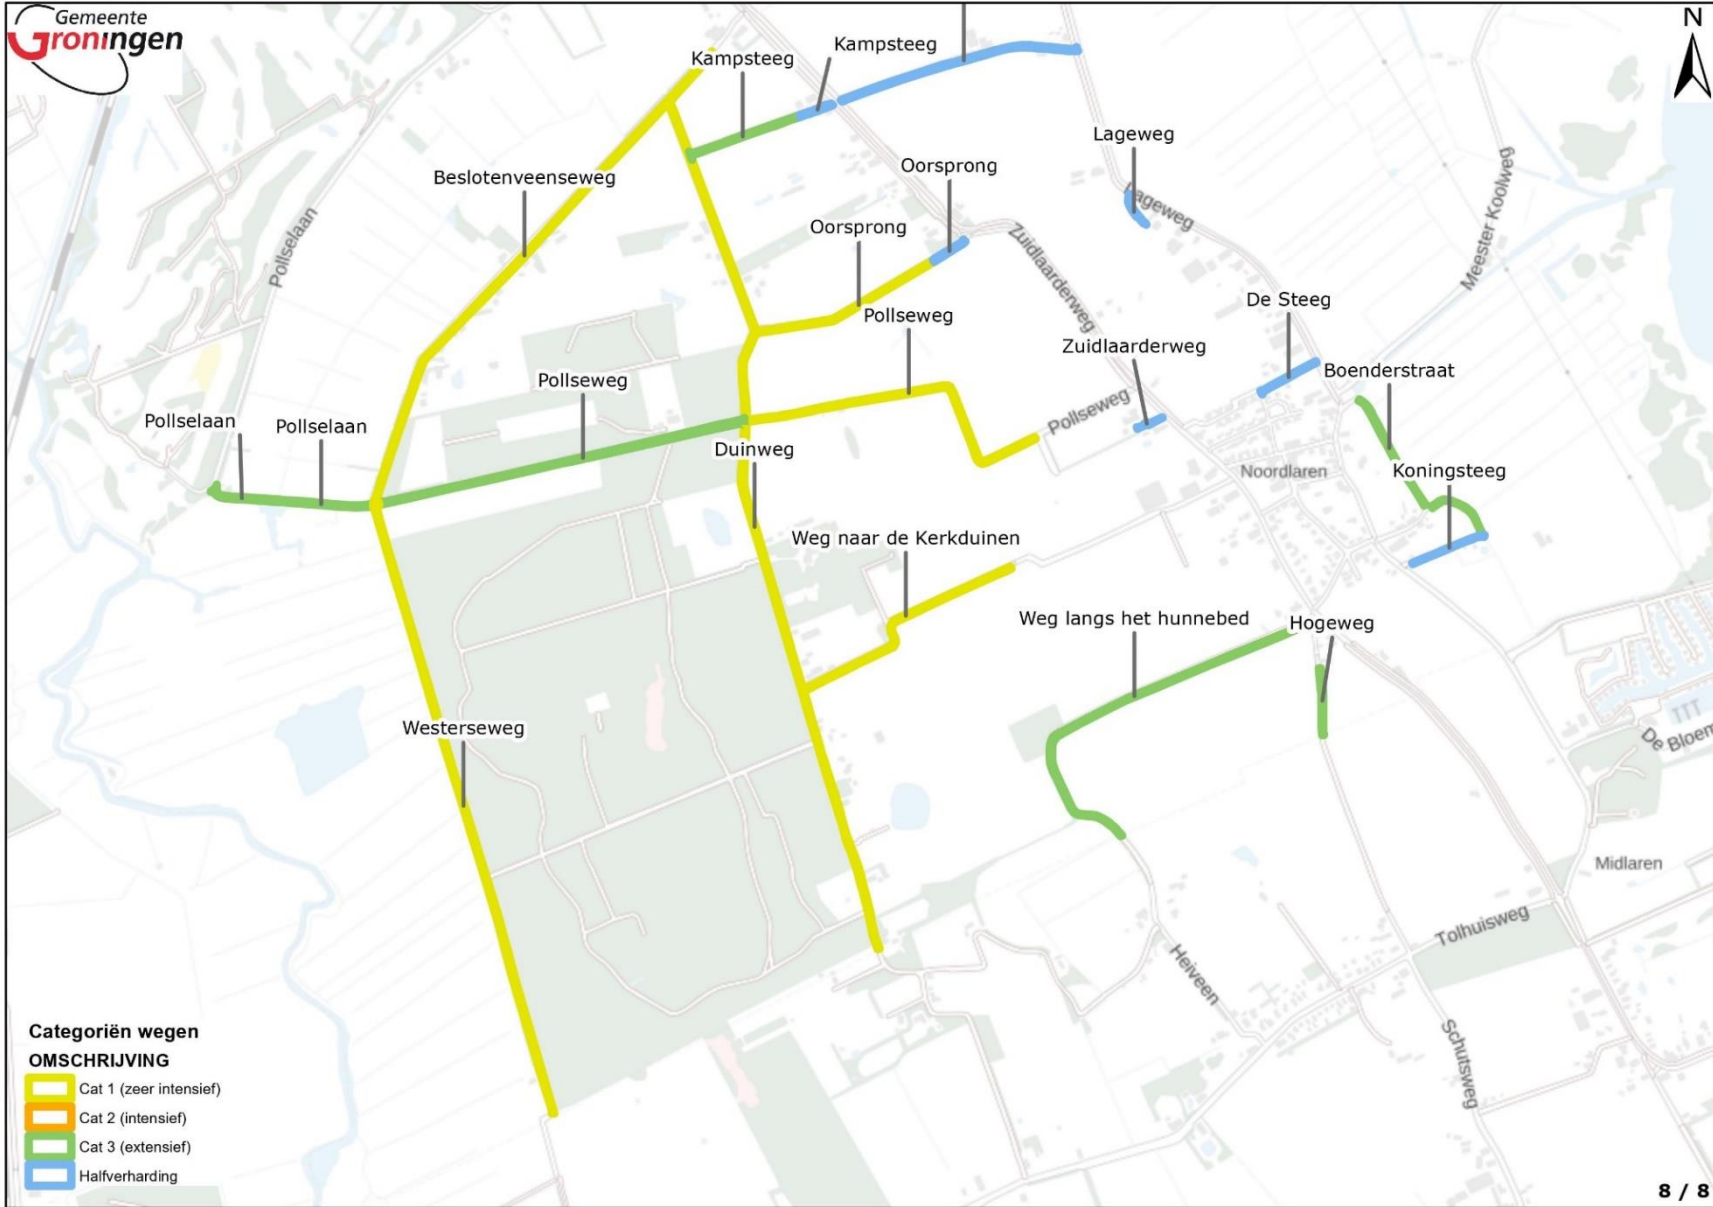 Gemeente
Groningen
N
Kampsteeg
Kampsteeg
Lageweg
Lageweg
Oorsprong
Beslotenveenseweg
Oorsprong
Meester Koolweg
Pollselaan
Zuidlaarderweg
De Steeg
Pollseweg
Zuidlaarderweg
Boenderstraat
Pollseweg
Pollseweg
Pollselaan
Pollselaan
Duinweg
Noordlaren
Koningsteeg
Weg naar de Kerkduinen
Weg langs het hunnebed
Hogeweg
Westerseweg
De Bloem
Midlaren
Tolhuisweg
Heiveen
Schutsweg
Categoriën wegen
OMSCHRIJVING
Cat 1 (zeer intensief)
Cat 2 (intensief)
Cat 3 (extensief)
Halfverharding
8 / 8